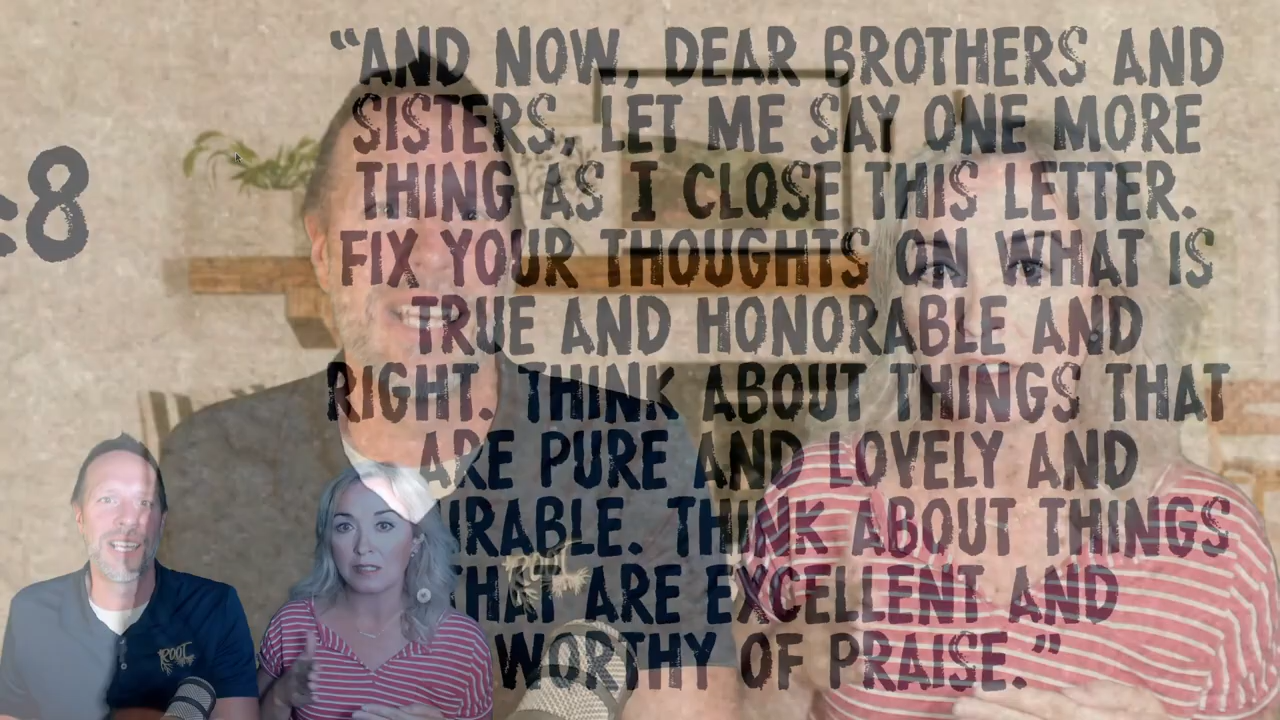 :8
“AND NOW, DEAR BROTHERS AND
SISTERS, LET ME SAY ONE MORE
THING AS I CLOSE THIS LETTER.
FIX YOUR THOUGHTS ON WHAT IS
TRUE AND HONORABLE AND
RIGHT. THINK ABOUT THINGS THAT
ARE PURE AND LOVELY AND
IRABLE. THINK ABOUT THINGS
THAT ARE EXCELLENT AND
WORTHY OF PRAISE.”
ROOT
ROOT